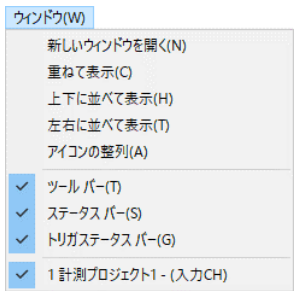 ウィンドウ(W)
新しいウィンドウを開く(N)
重ねて表示(C)
上下に並べて表示(H)
左右に並べて表示(T)
アイコンの整列(A)
ツール バー(T)
ステータス バー(S)
トリガステータス バー(G)
1 計測プロジェクト1 - (入力CH)